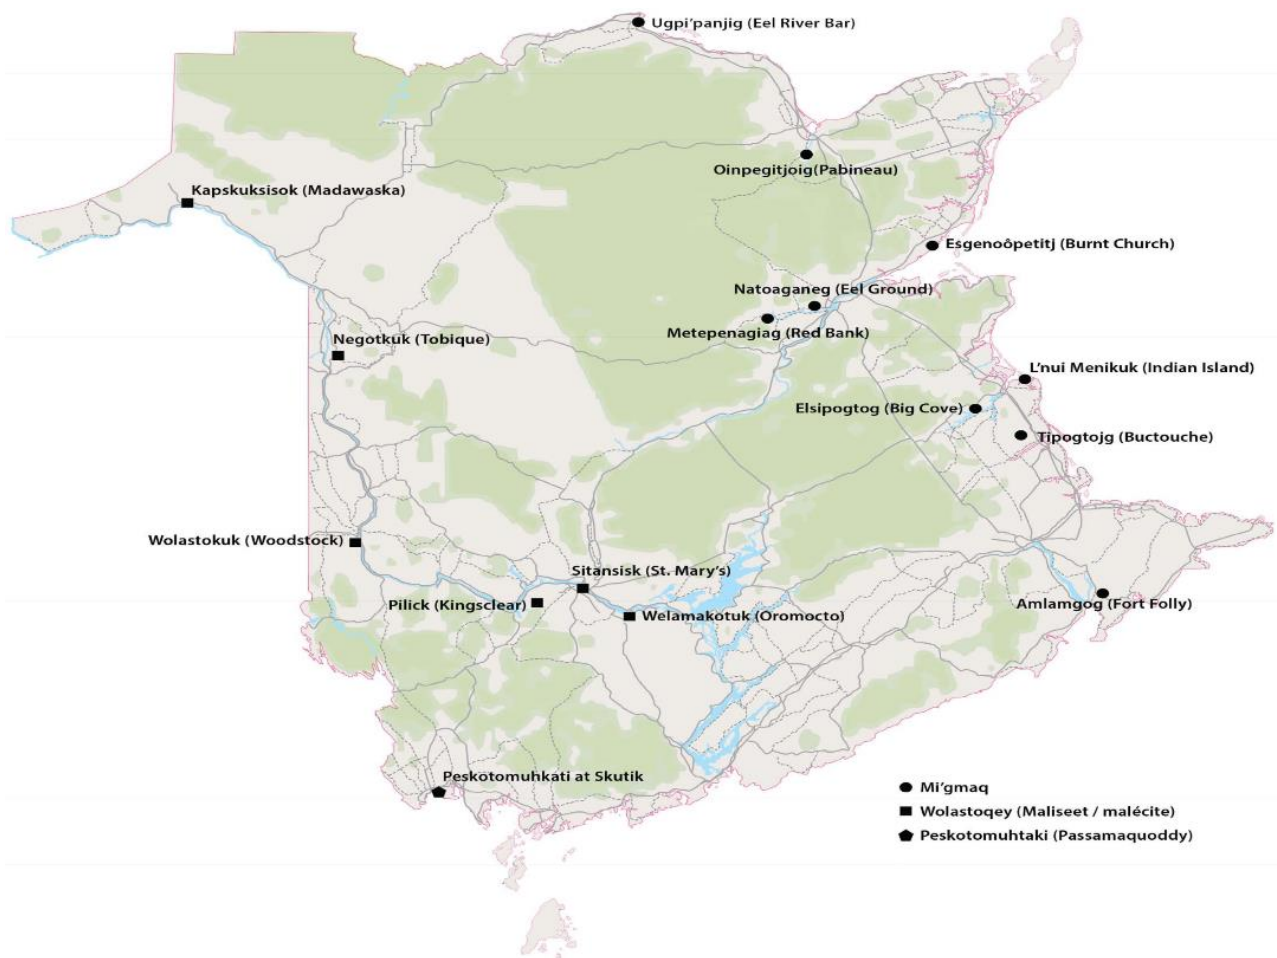 Ugpi'panjig (Eel River Bar)
Oinpegitjoig(Pabineau)
Kapskuksisok (Madawaska)
Esgenoôpetitj (Burnt Church)
Natoaganeg (Eel Ground)
Metepenagiag (Red Bank)
Negotkuk (Tobique)
L'nui Menikuk (Indian Island)
Elsipogtog (Big Cove)
Tipogtojg (Buctouche)
Wolastokuk (Woodstock)
Sitansisk (St. Mary's)
Pilick (Kingsclear)
Amlamgog (Fort Folly)
Welamakotuk (Oromocto)
Peskotomuhkati at Skutik
Mi'gmaq
Wolastoqey (Maliseet / malécite)
Peskotomuhtaki (Passamaquoddy)